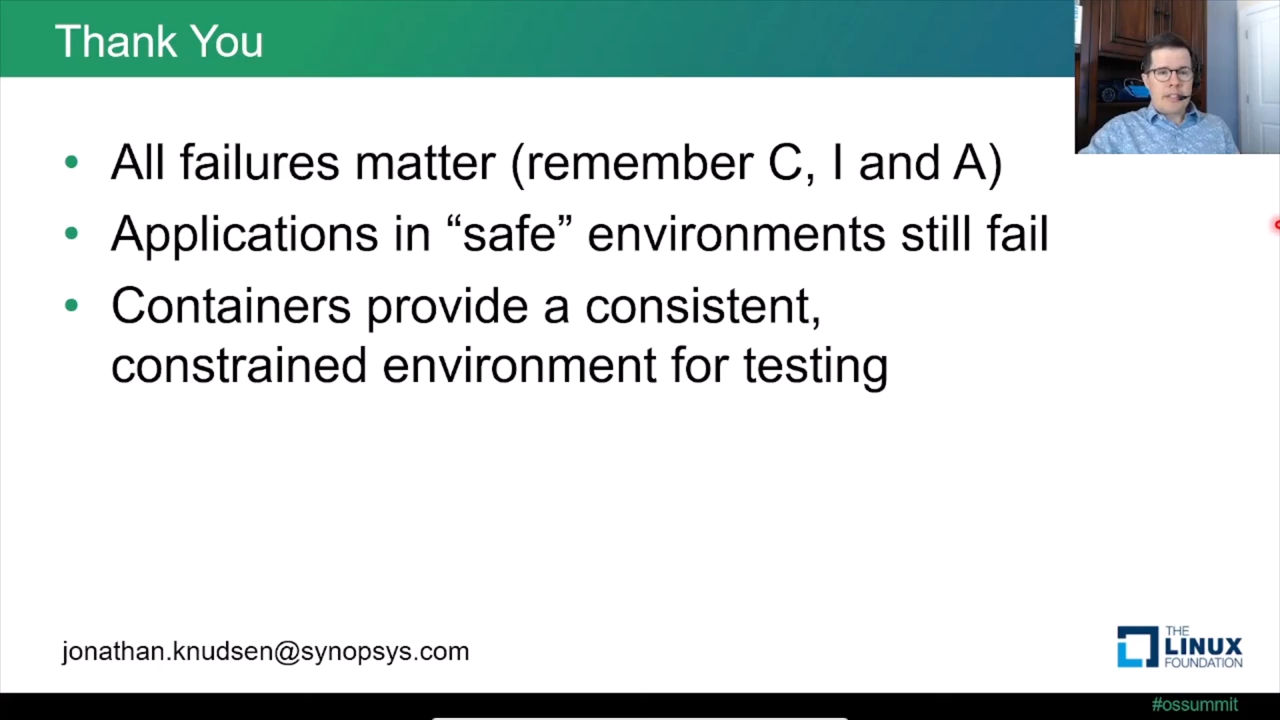 Thank You
• All failures matter (remember C, I and A)
• Applications in “safe” environments still fail
• Containers provide a consistent,
constrained environment for testing
jonathan.knudsen@synopsys.com
THE
LINUX
FOUNDATION
#ossummit